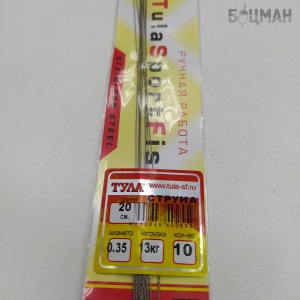 БОЦМАН
TulaSportFis
STAINLESS STEEL
РУЧНАЯ РАБОТА
ТУЛА
www.tula-sf.ru
СТРУНА
20
СМ.
диаметр нагрузка кол-во
0.35 13кг 10